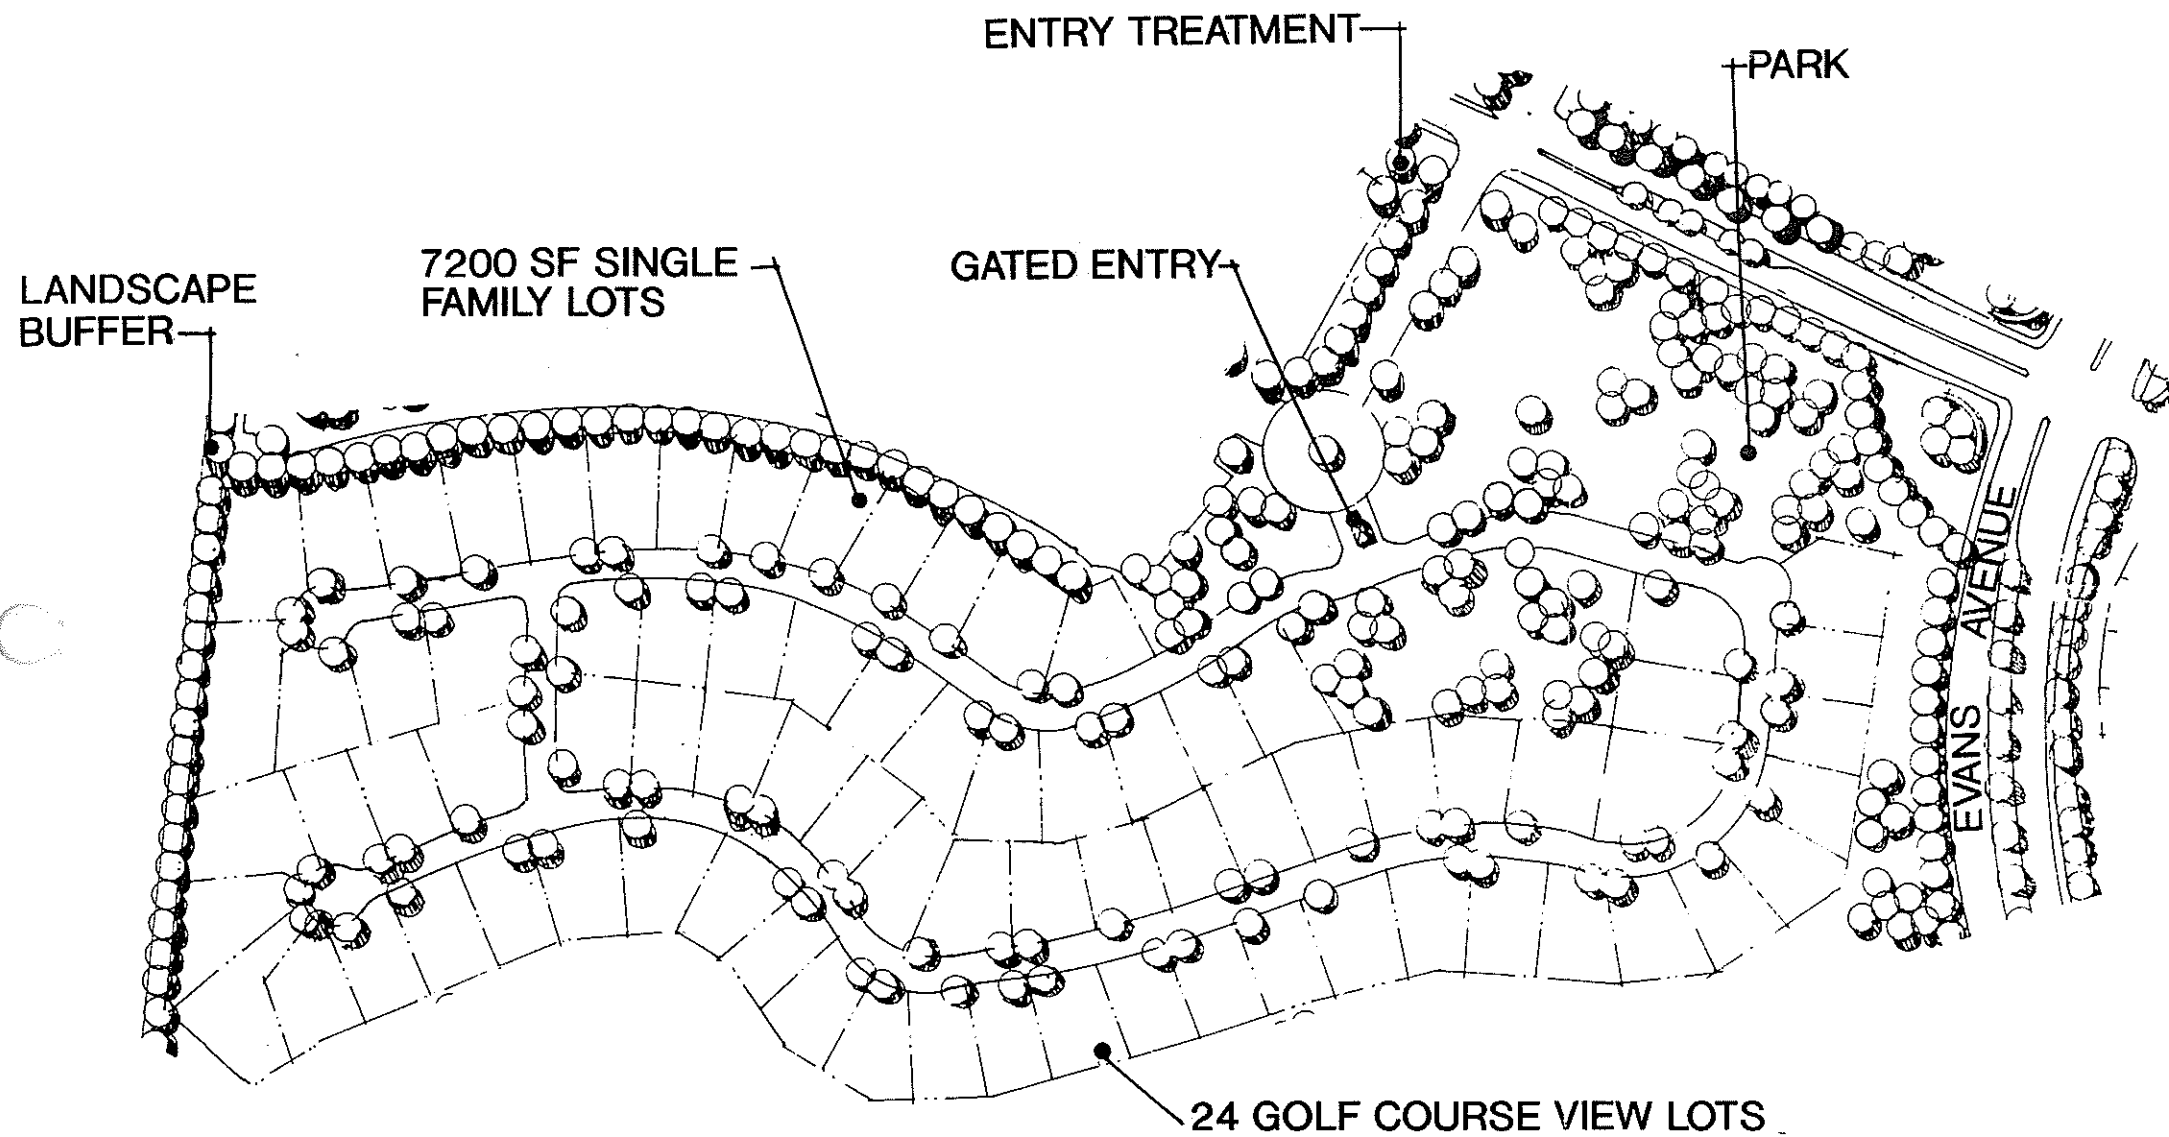 ENTRY TREATMENT
PARK
7200 SF SINGLE
FAMILY LOTS
GATED ENTRY
LANDSCAPE
BUFFER
EVANS AVENUE
24 GOLF COURSE VIEW LOTS